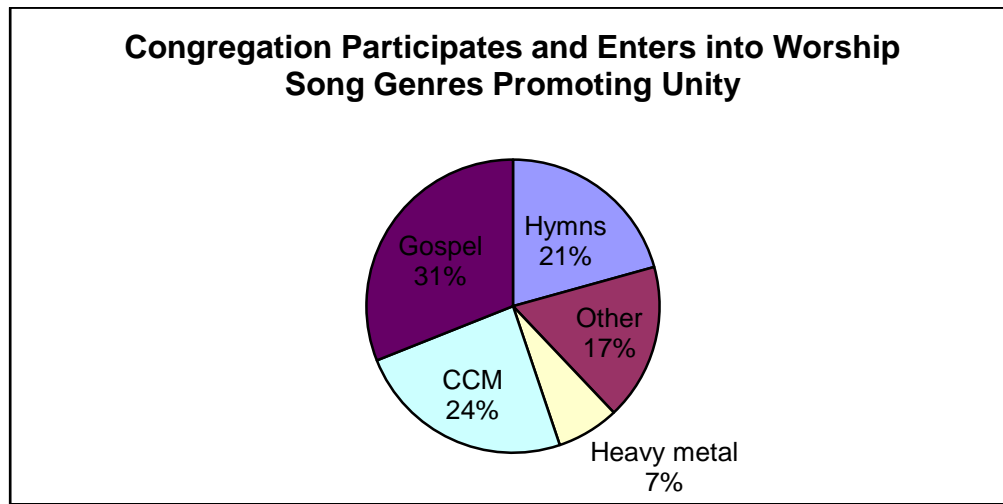 Congregation Participates and Enters into Worship
Song Genres Promoting Unity
Hymns
21%
Other
17%
Heavy metal
7%
CCM
24%
Gospel
31%